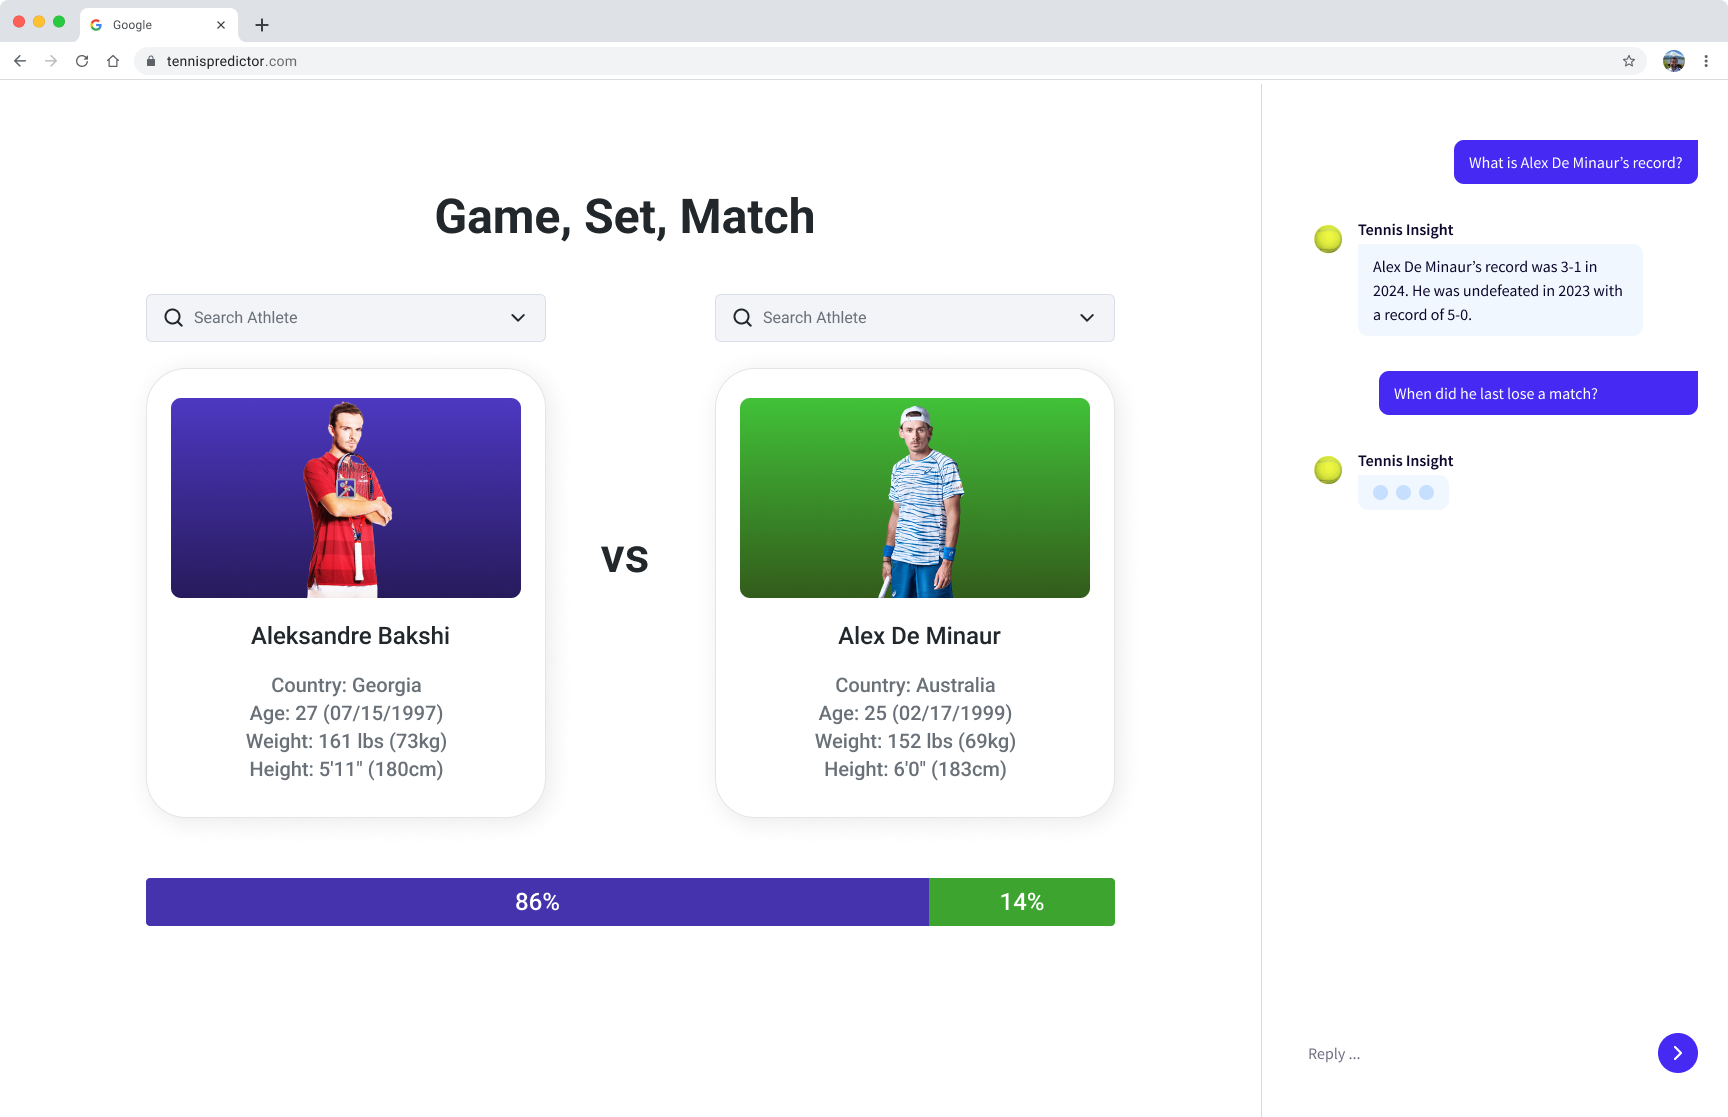 Google
tennispredictor.com
Game, Set, Match
Search Athlete
Search Athlete
vs
Aleksandre Bakshi
Country: Georgia
Age: 27 (07/15/1997)
Weight: 161 lbs (73kg)
Height: 5'11" (180cm)
Alex De Minaur
Country: Australia
Age: 25 (02/17/1999)
Weight: 152 lbs (69kg)
Height: 6'0" (183cm)
86%
14%
What is Alex De Minaur’s record?
Tennis Insight
Alex De Minaur’s record was 3-1 in
2024. He was undefeated in 2023 with
a record of 5-0.
When did he last lose a match?
Tennis Insight
Reply ...